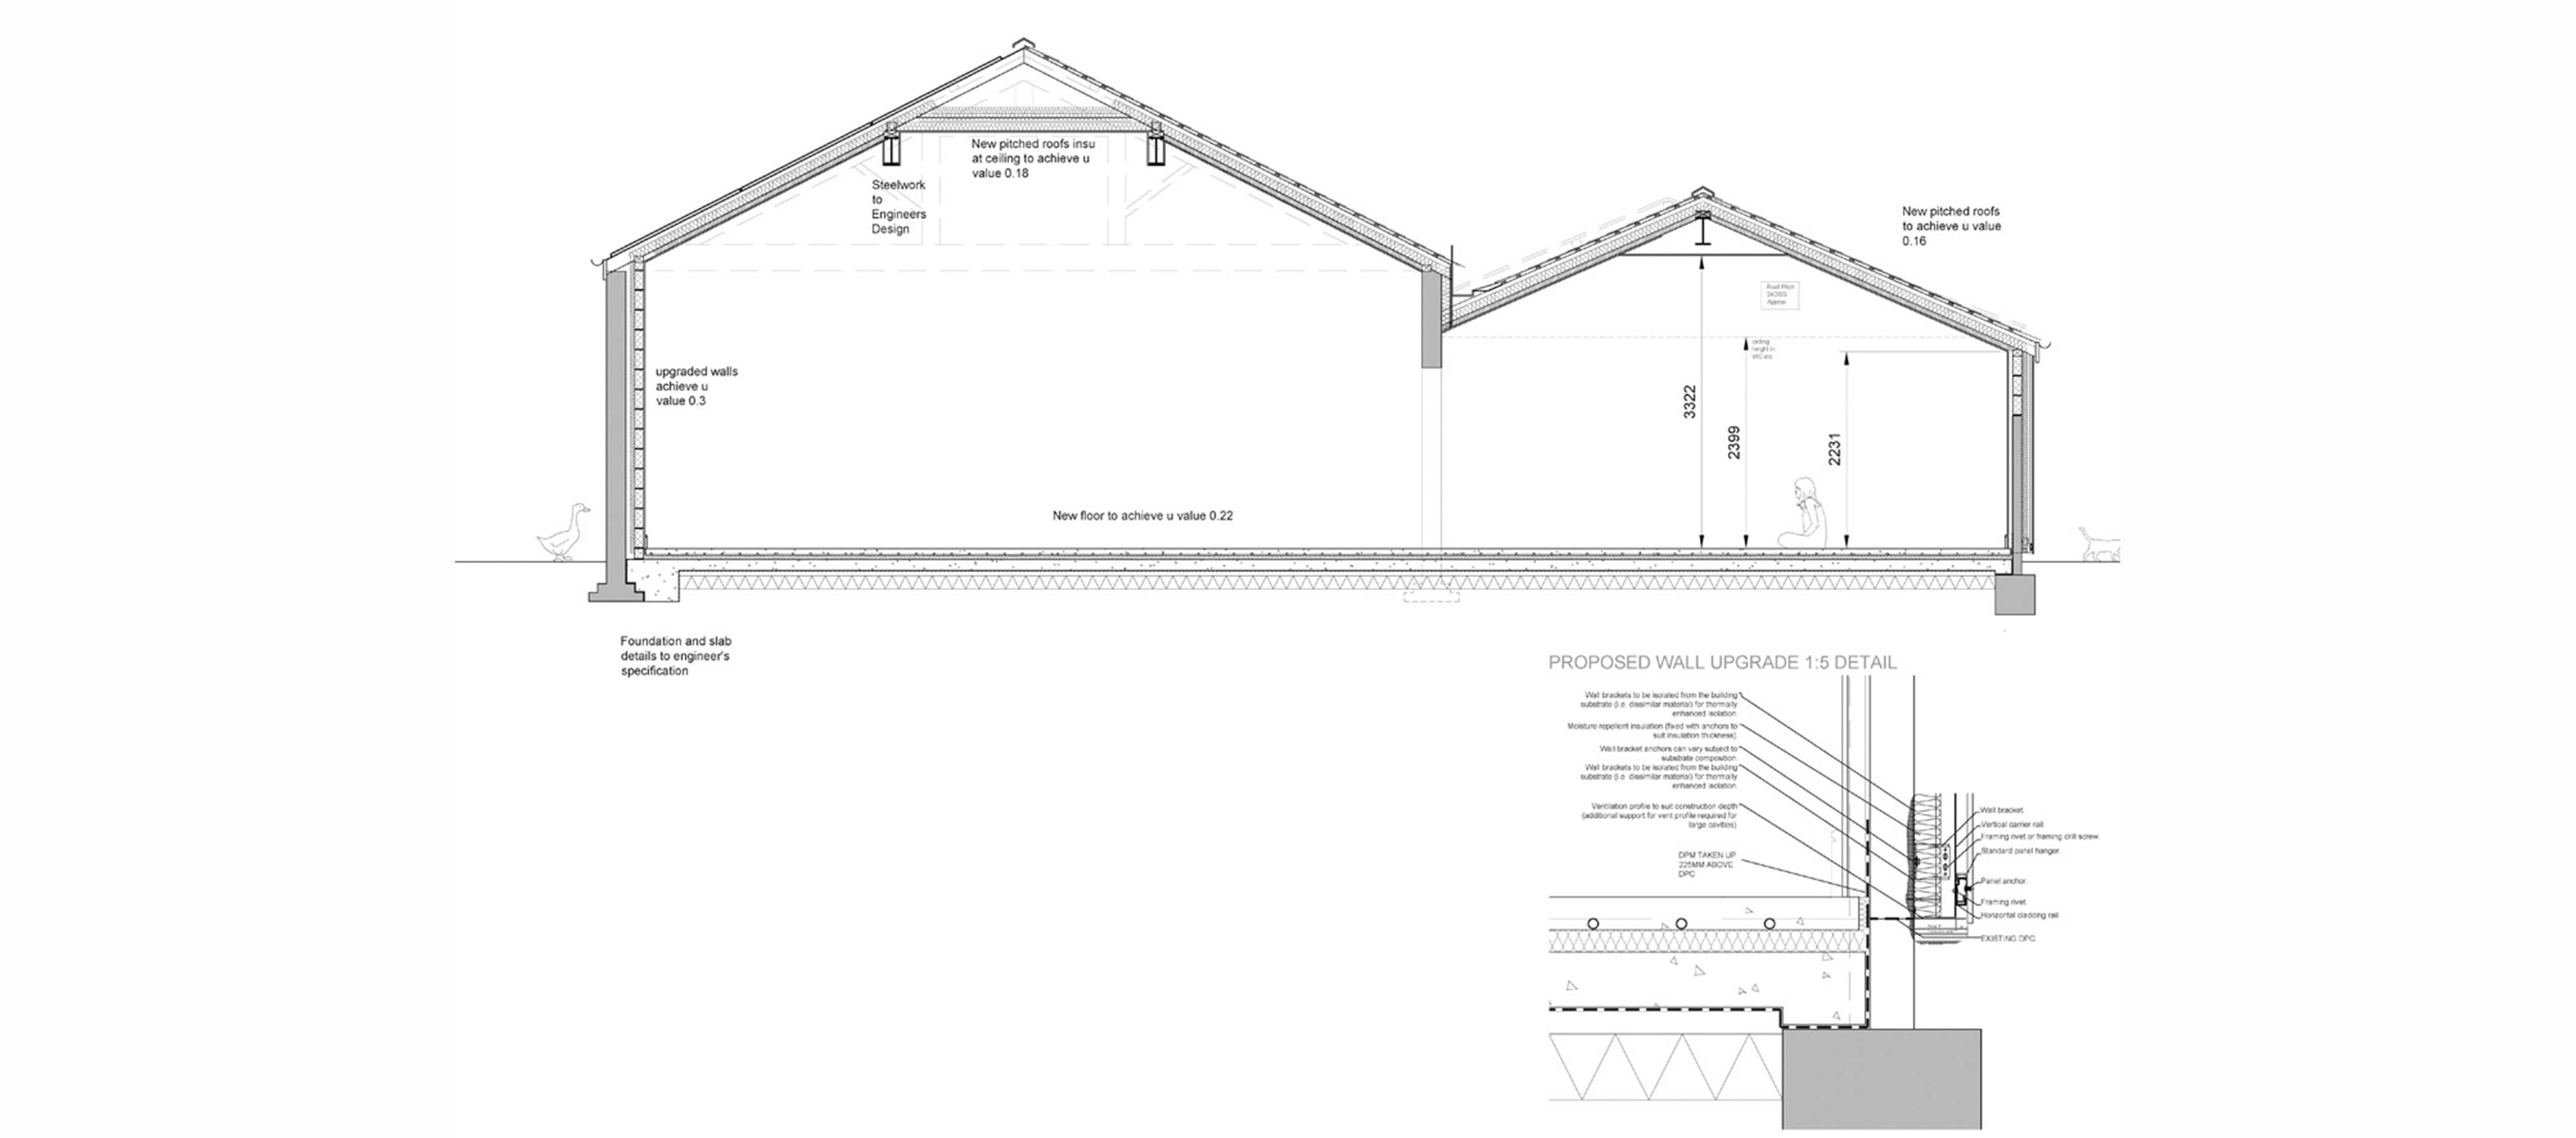 New pitched roofs insu
at ceiling to achieve u
value 0.18
Steelwork
to
Engineers
Design
New pitched roofs
to achieve u value
0.16
Roof Pitch
24DEG
Approx
ceiling
height in
WC etc
upgraded walls
achieve u
value 0.3
3322
2399
2231
New floor to achieve u value 0.22
Foundation and slab
details to engineer's
specification
PROPOSED WALL UPGRADE 1:5 DETAIL
Wall brackets to be isolated from the building
substrate (i.e. dissimilar material) for thermally
enhanced isolation.
Moisture repellent insulation (fixed with anchors to
suit insulation thickness).
Wall bracket anchors can vary subject to
substrate composition.
Wall brackets to be isolated from the building
substrate (i.e. dissimilar material) for thermally
enhanced isolation.
Ventilation profile to suit construction depth
(additional support for vent profile required for
large cavities).
DPM TAKEN UP
225MM ABOVE
DPC
Wall bracket.
Vertical carrier rail.
Framing rivet or framing drill screw.
Standard panel hanger.
Panel anchor.
Framing rivet.
Horizontal cladding rail.
EXISTING DPC